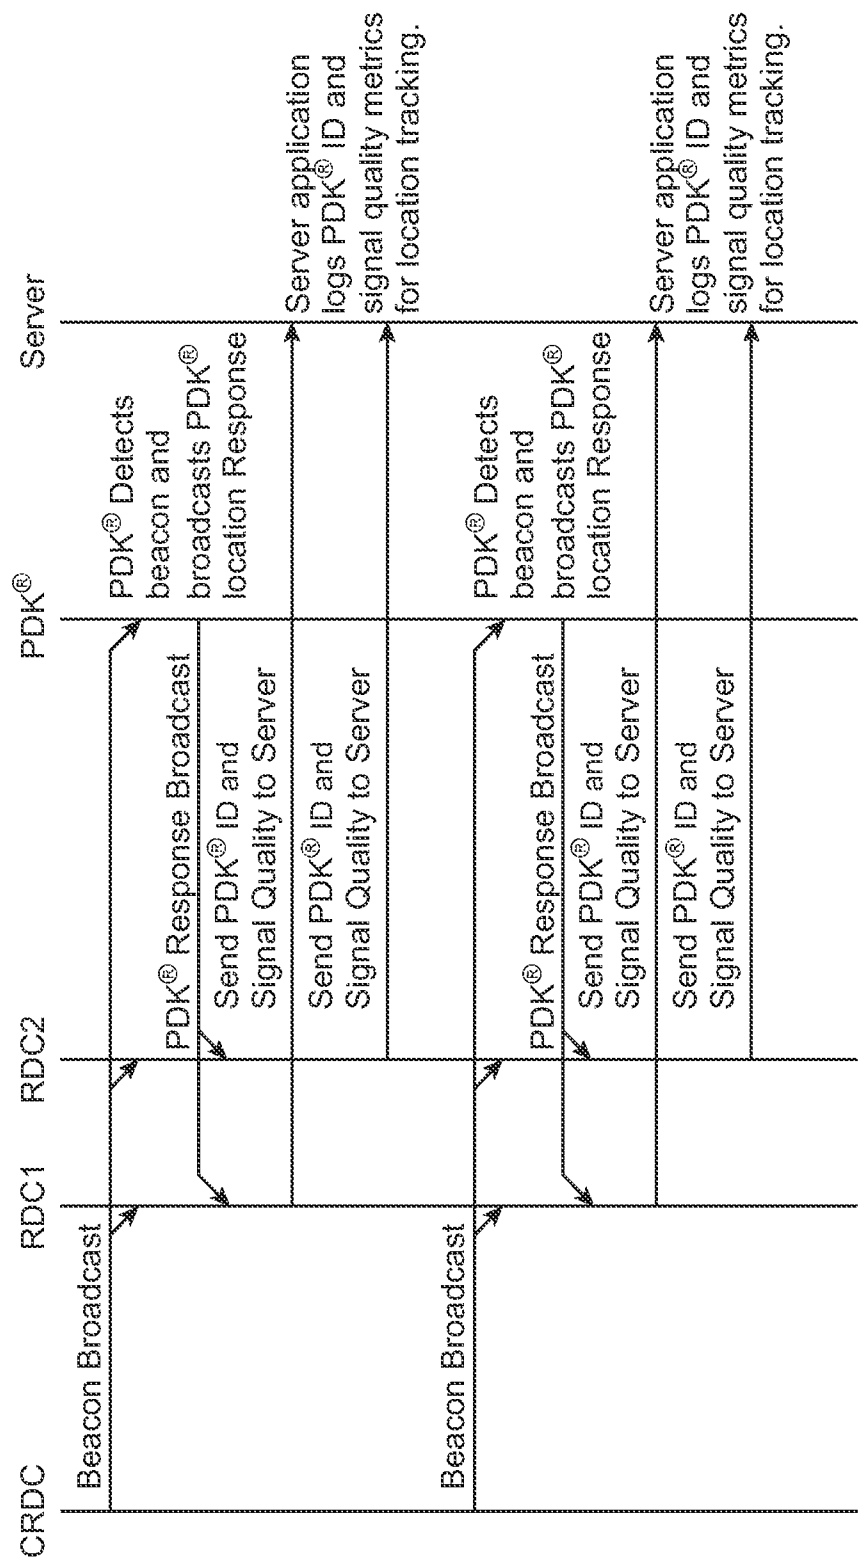 CRDC
RDC1
RDC2
PDK®
Server
Beacon Broadcast
PDK® Detects
beacon and
broadcasts PDK®
location Response
PDK® Response Broadcast
Send PDK® ID and
Signal Quality to Server
Server application
logs PDK® ID and
signal quality metrics
for location tracking.
Send PDK® ID and
Signal Quality to Server
Beacon Broadcast
PDK® Detects
beacon and
broadcasts PDK®
location Response
PDK® Response Broadcast
Send PDK® ID and
Signal Quality to Server
Server application
logs PDK® ID and
signal quality metrics
for location tracking.
Send PDK® ID and
Signal Quality to Server